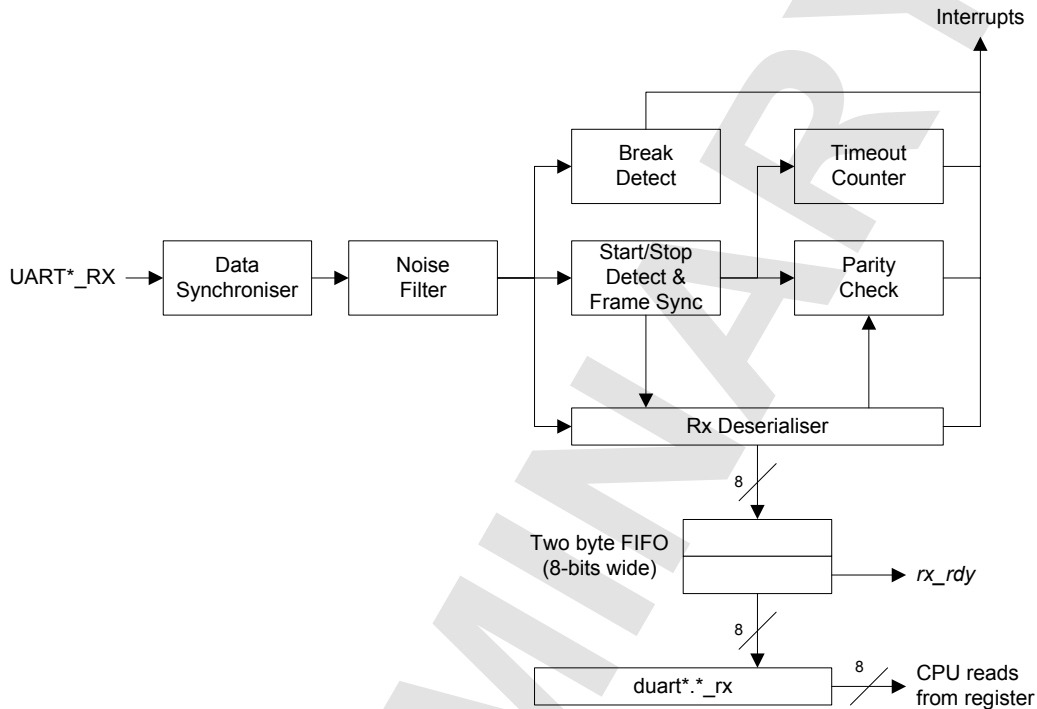 Interrupts
Break
Detect
Timeout
Counter
UART*_RX
Data
Synchroniser
Noise
Filter
Start/Stop
Detect &
Frame Sync
Parity
Check
Rx Deserialiser
8
Two byte FIFO
(8-bits wide)
rx_rdy
8
duart*.*_rx
8
CPU reads
from register
MINARY